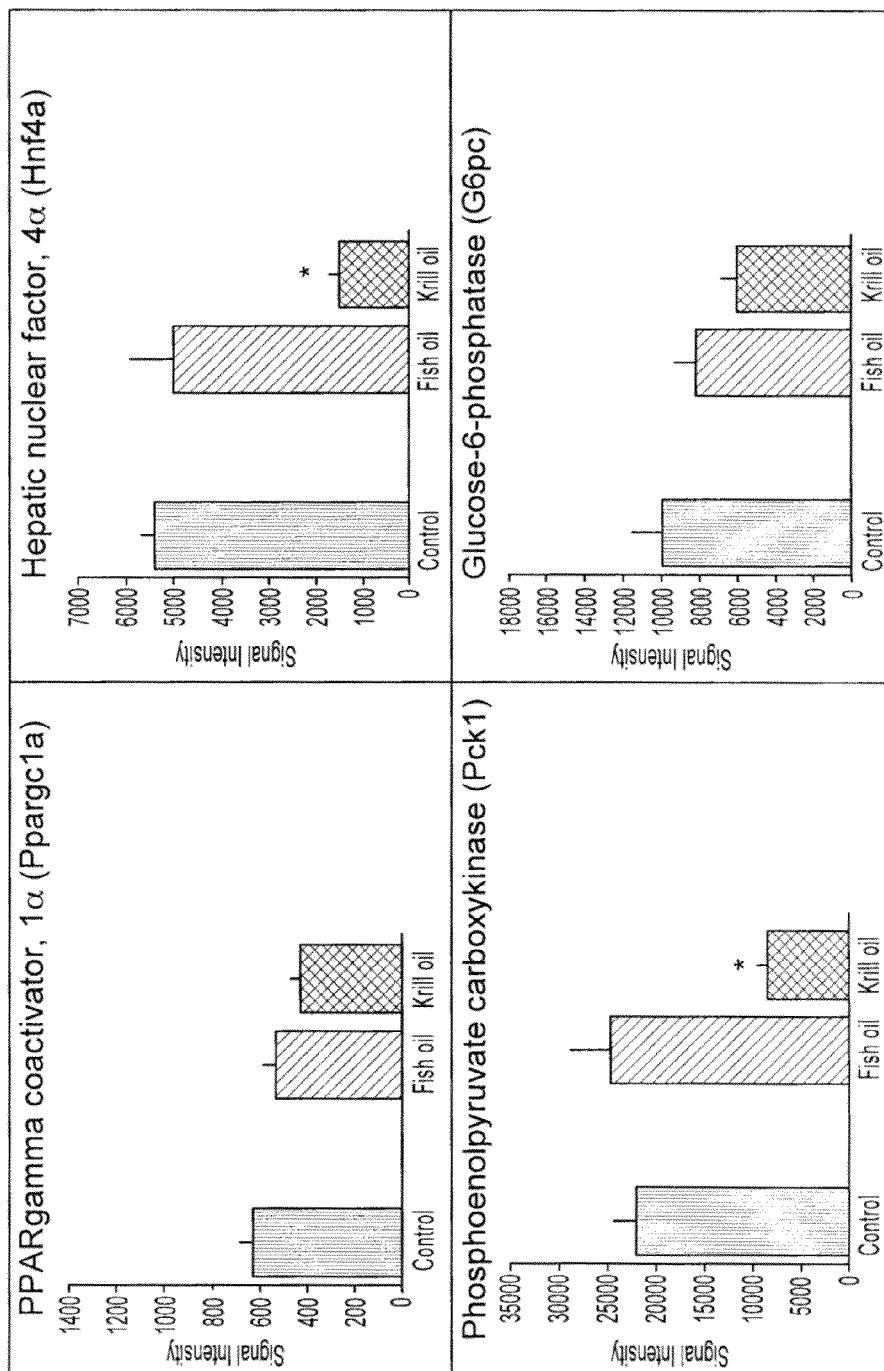 PPARgamma coactivator, 1α (Ppargc1a)
Signal Intensity
1400
1200
1000
800
600
400
200
0
Control
Fish oil
Krill oil
Hepatic nuclear factor, 4α (Hnf4a)
Signal Intensity
7000
6000
5000
4000
3000
2000
1000
0
*
Control
Fish oil
Krill oil
Phosphoenolpyruvate carboxykinase (Pck1)
Signal Intensity
35000
30000
25000
20000
15000
10000
5000
0
*
Control
Fish oil
Krill oil
Glucose-6-phosphatase (G6pc)
Signal Intensity
18000
16000
14000
12000
10000
8000
6000
4000
2000
0
Control
Fish oil
Krill oil